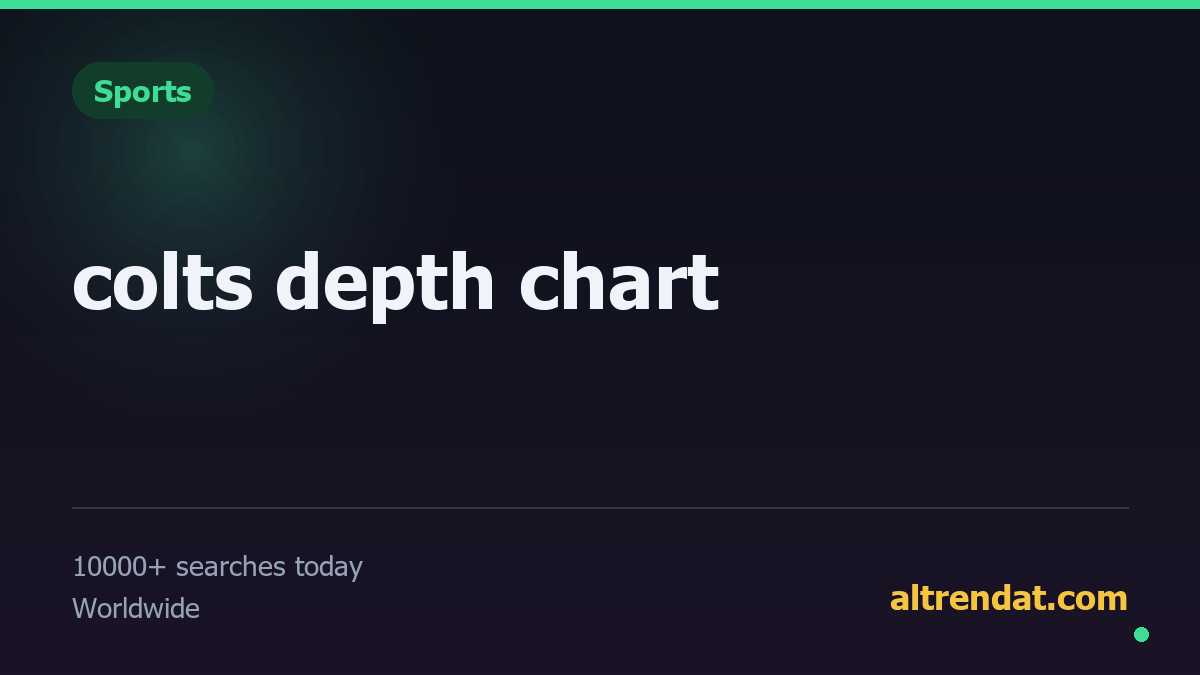 Sports
colts depth chart
10000+ searches today
Worldwide
altrendat.com